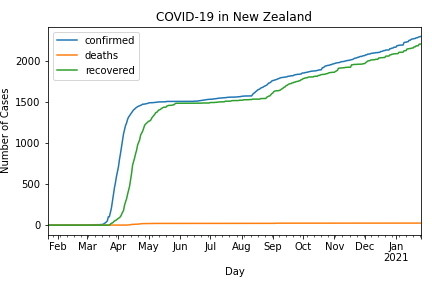 COVID-19 in New Zealand
confirmed
deaths
recovered
Number of Cases
2000
1500
1000
500
0
Feb Mar Apr May Jun Jul Aug Sep Oct Nov Dec Jan
2021
Day